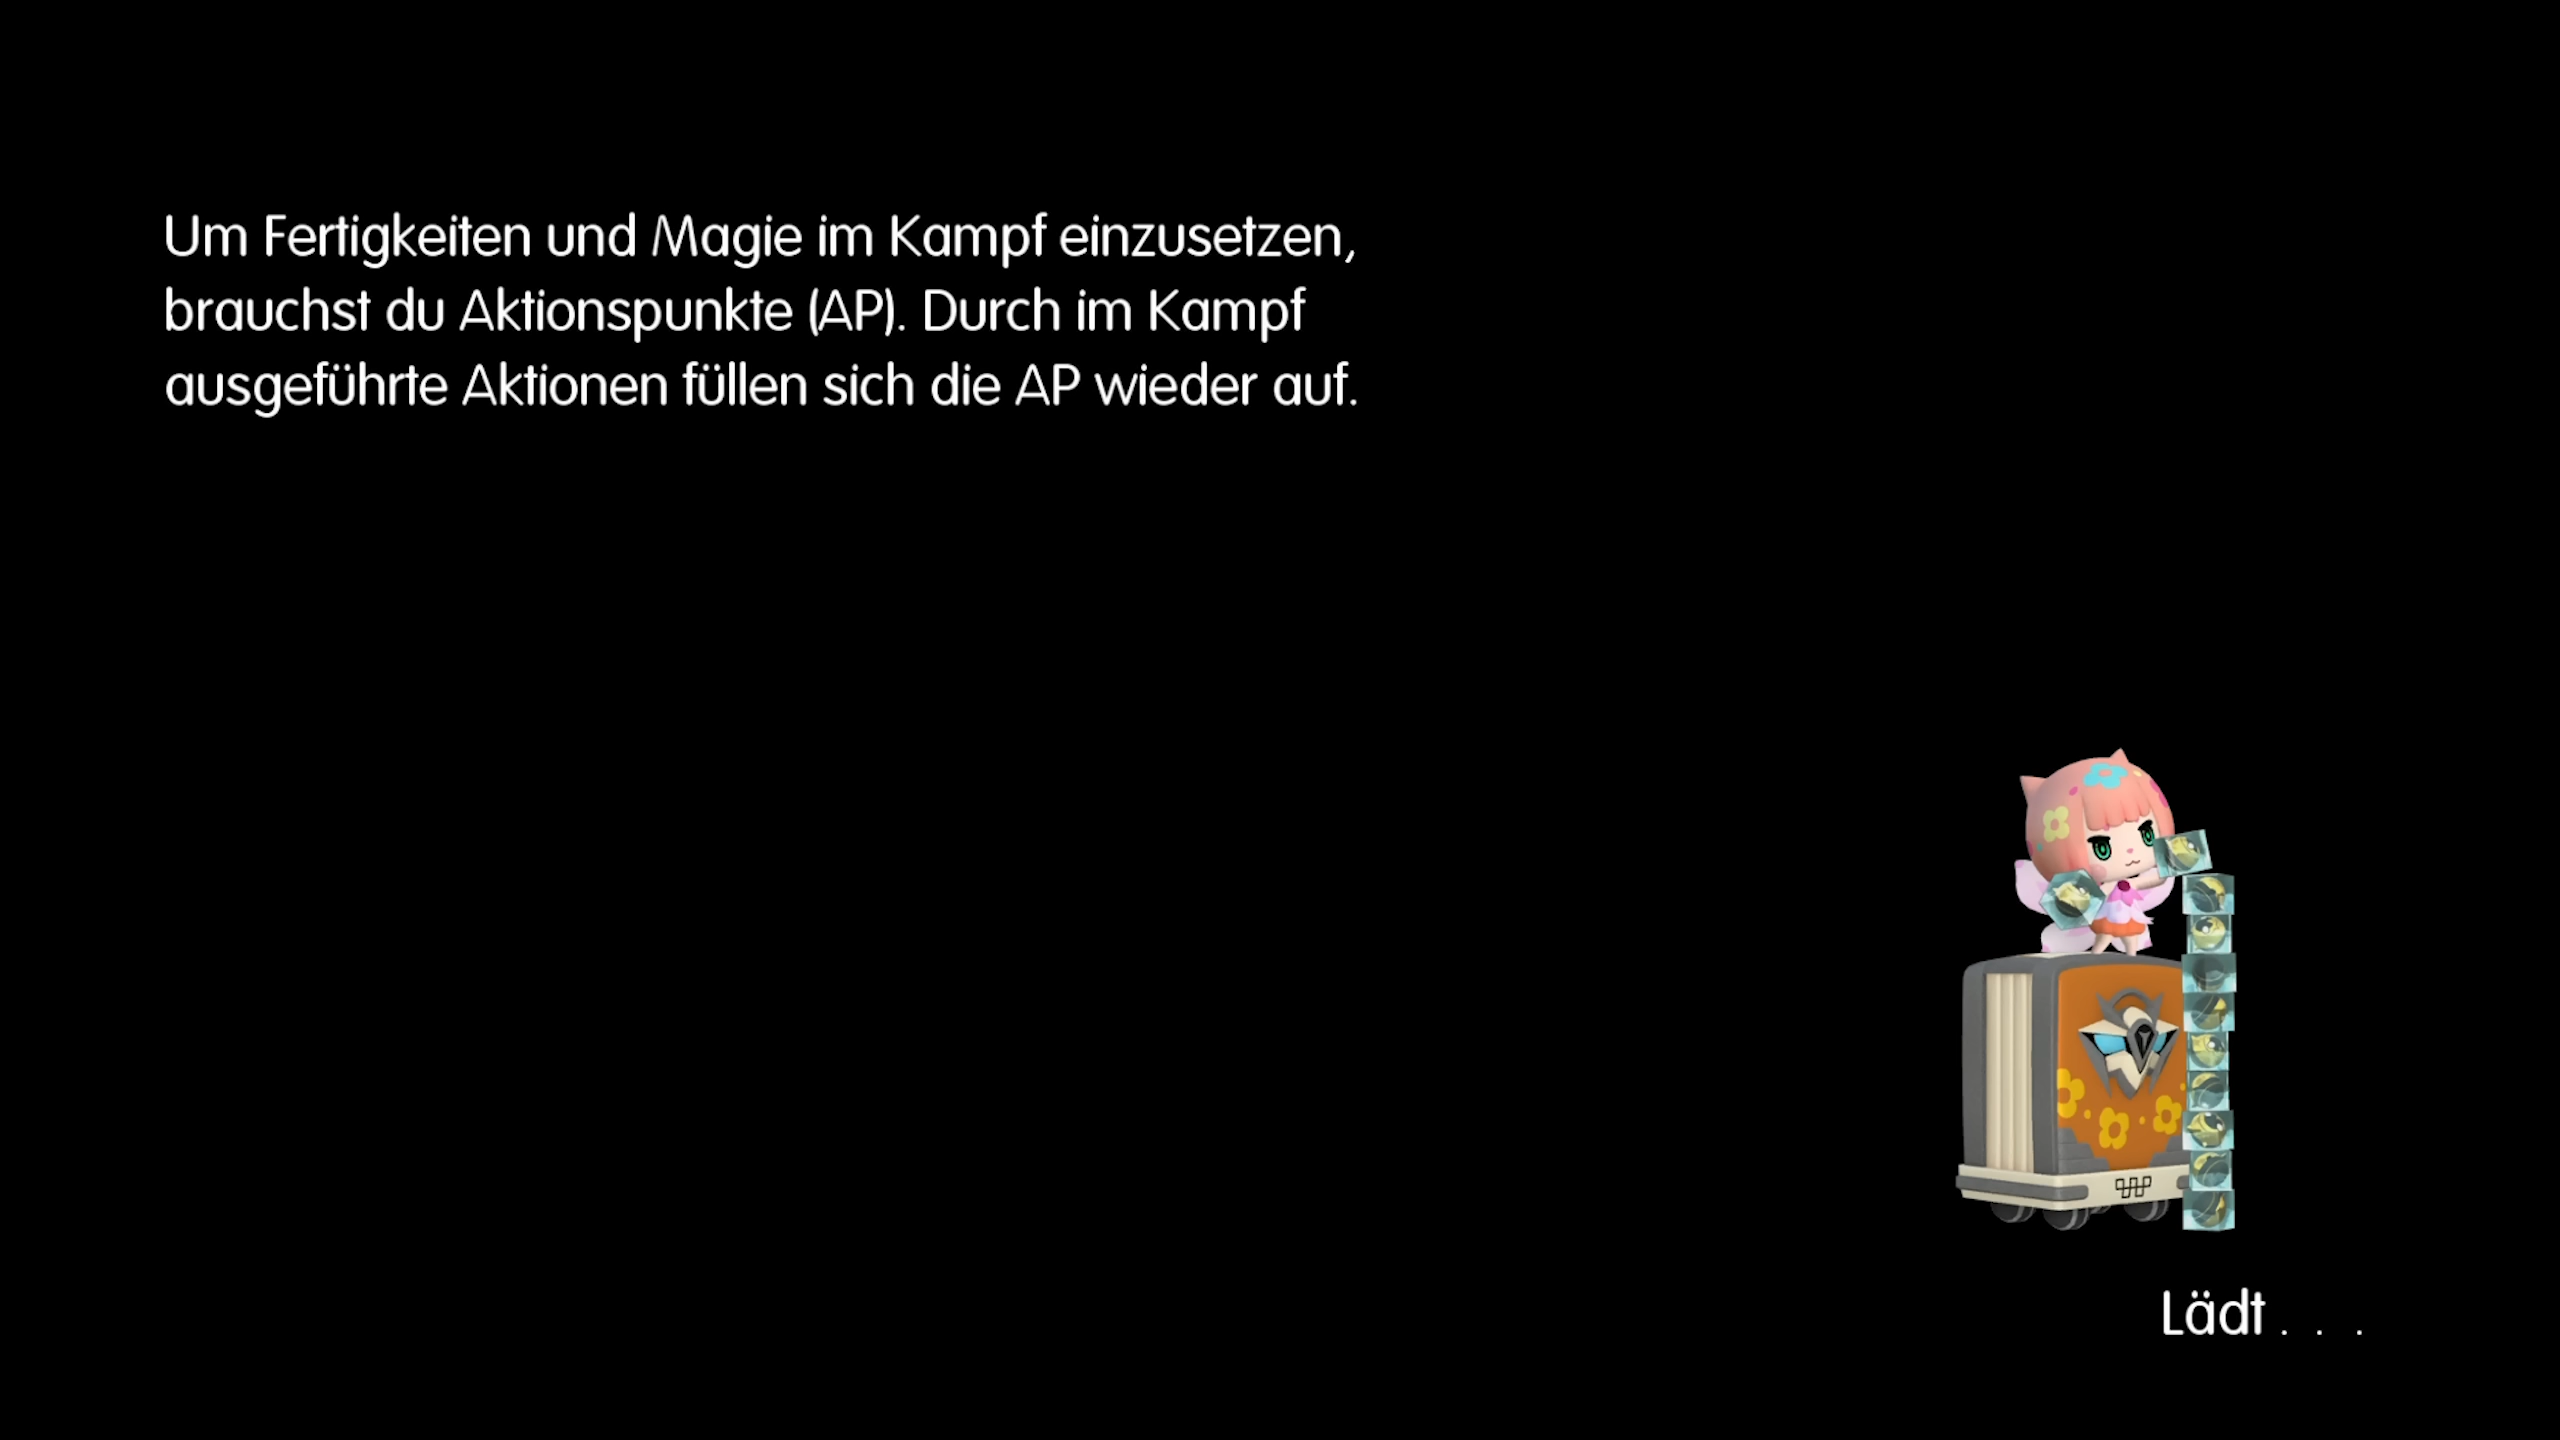 Um Fertigkeiten und Magie im Kampf einzusetzen,
brauchst du Aktionspunkte (AP). Durch im Kampf
ausgeführte Aktionen füllen sich die AP wieder auf.
Lädt . . .